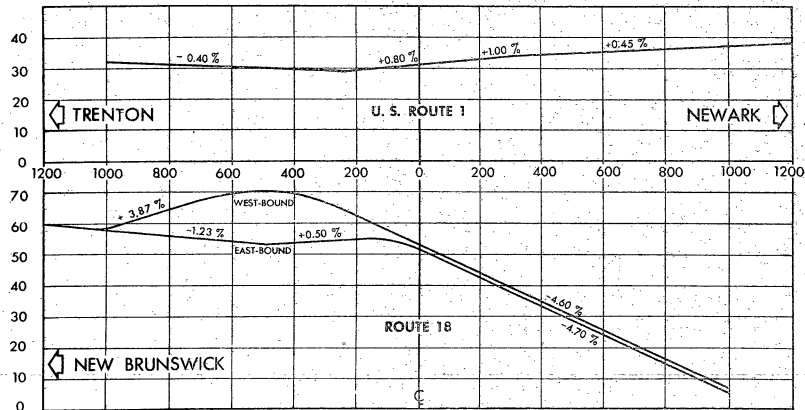 40
30
20
10
0
- 0.40 %
+0.80 %
+1.00 %
+0.45 %
TRENTON
U. S. ROUTE 1
NEWARK
1200 1000 800 600 400 200 0 200 400 600 800 1000 1200
70
60
50
40
30
20
10
0
+ 3.87 %
WEST-BOUND
-1.23 %
+0.50 %
EAST-BOUND
-4.60 %
-4.70 %
ROUTE 18
NEW BRUNSWICK
℄